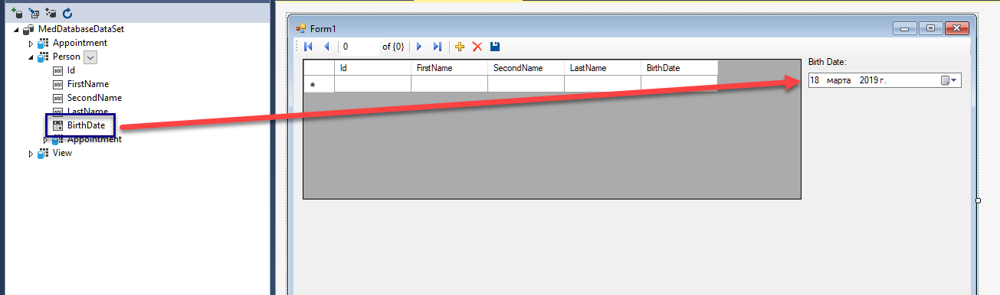 MedDatabaseDataSet
Appointment
Person
Id
FirstName
SecondName
LastName
BirthDate
Appointment
View
Form1
0 of {0}
Id FirstName SecondName LastName BirthDate
Birth Date:
18 марта 2019 г.